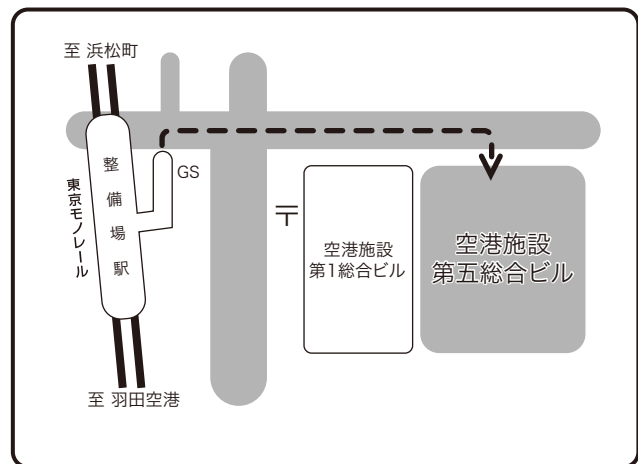 至 浜松町
整備場駅
東京モノレール
GS
〒
空港施設
第1総合ビル
空港施設
第五総合ビル
至 羽田空港